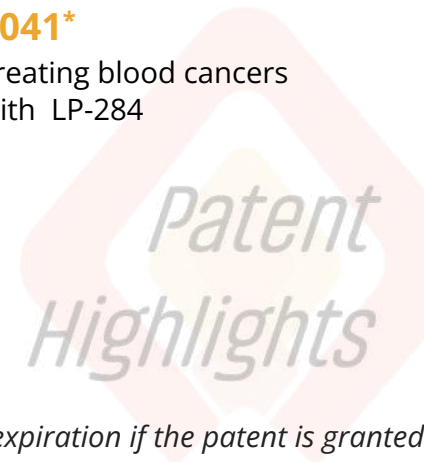 041*
reating blood cancers
ith LP-284
Patent
Highlights
expiration if the patent is granted